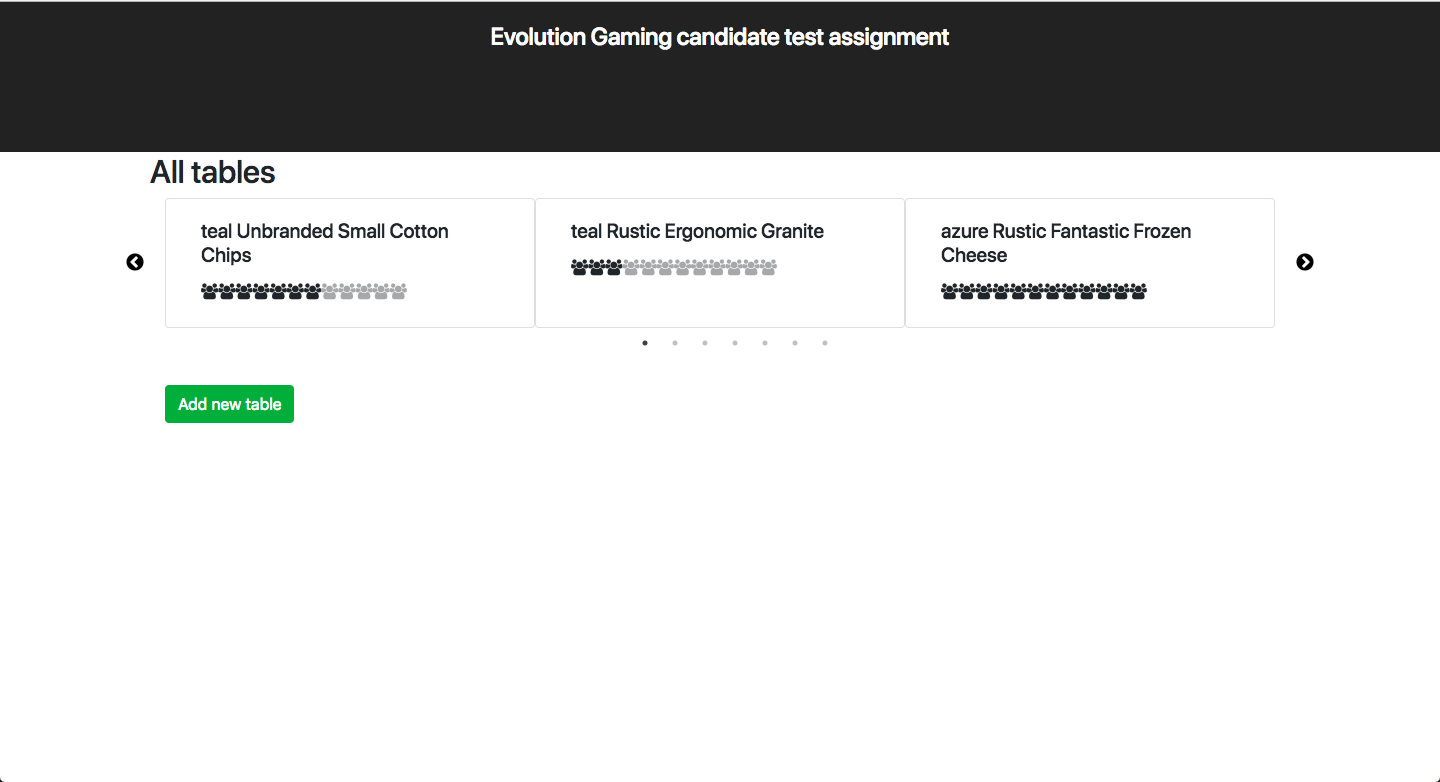 Evolution Gaming candidate test assignment
All tables
teal Unbranded Small Cotton
Chips
teal Rustic Ergonomic Granite
azure Rustic Fantastic Frozen
Cheese
Add new table